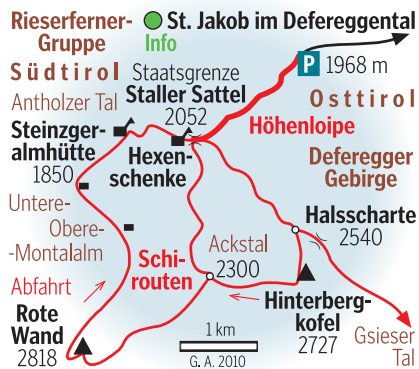 Rieserferner-
Gruppe
St. Jakob im Defereggental
Info
Südtirol
Staatsgrenze
P 1968 m
Antholzer Tal
Staller Sattel
2052
Osttirol
Steinzger-
almhütte
1850
Hexen-
schenke
Höhenloipe
Deferegger
Gebirge
Untere-
Obere-
-Montalalm
Halsscharte
2540
Ackstal
2300
Schi-
routen
Abfahrt
Hinterberg-
kofel
2727
Rote
Wand
2818
1 km
G. A. 2010
Gsieser
Tal